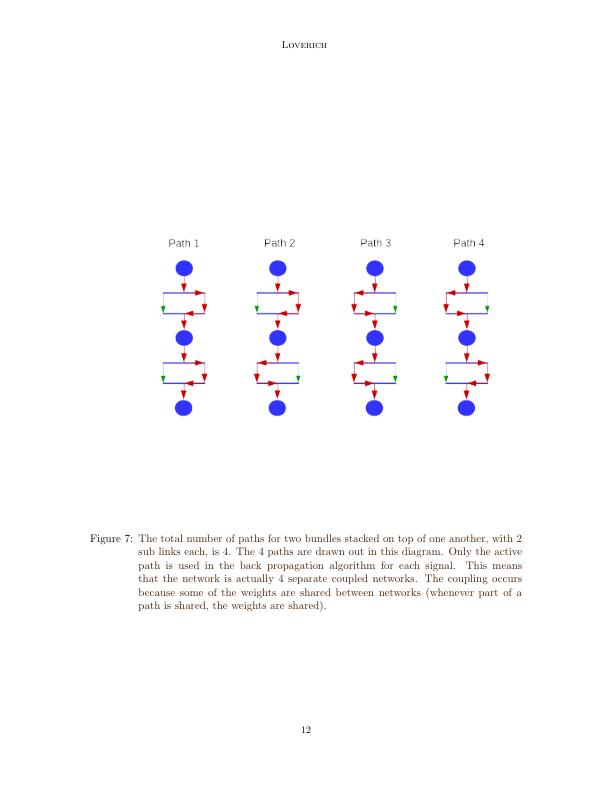 Loverich
Path 1 Path 2 Path 3 Path 4
Figure 7: The total number of paths for two bundles stacked on top of one another, with 2
sub links each, is 4. The 4 paths are drawn out in this diagram. Only the active
path is used in the back propagation algorithm for each signal. This means
that the network is actually 4 separate coupled networks. The coupling occurs
because some of the weights are shared between networks (whenever part of a
path is shared, the weights are shared).
12